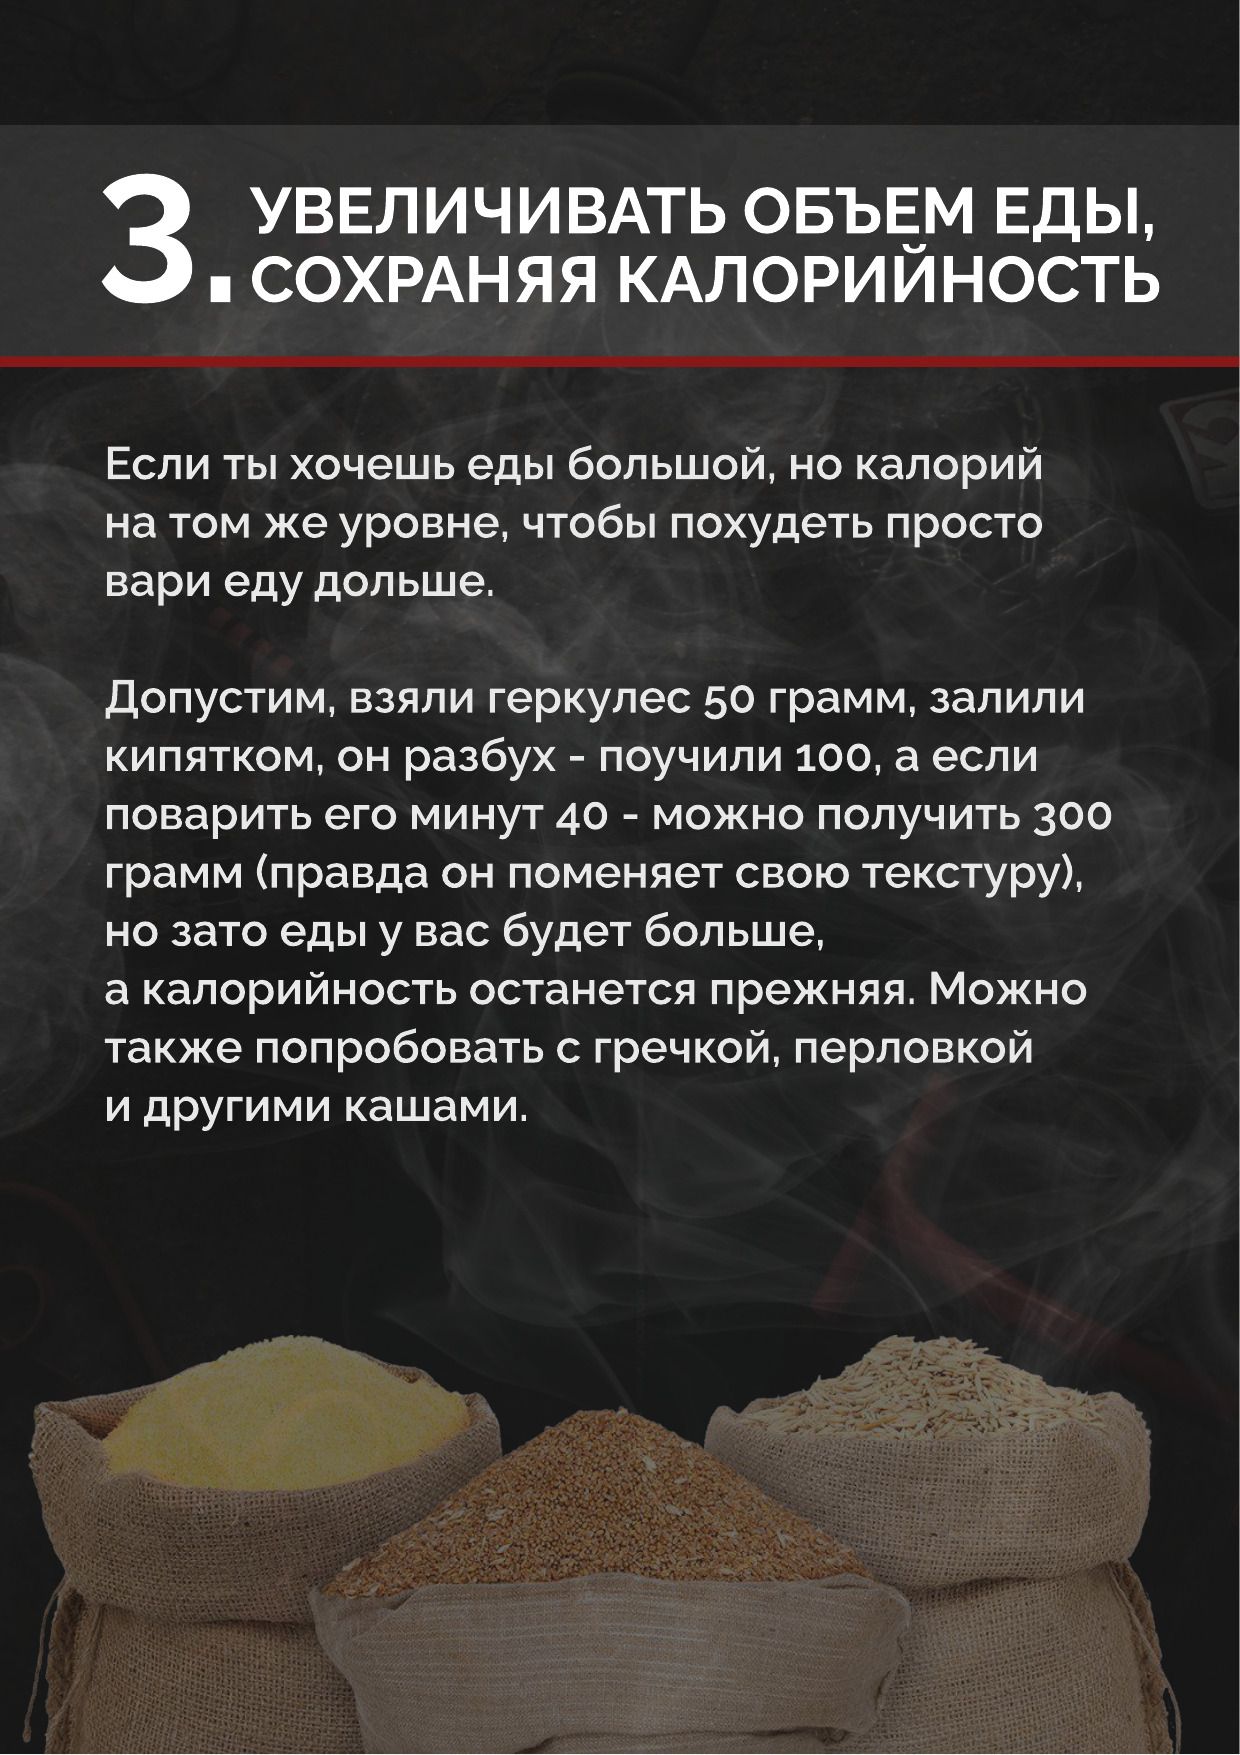 3. УВЕЛИЧИВАТЬ ОБЪЕМ ЕДЫ,
СОХРАНЯЯ КАЛОРИЙНОСТЬ
Если ты хочешь еды большой, но калорий
на том же уровне, чтобы похудеть просто
вари еду дольше.
Допустим, взяли геркулес 50 грамм, залили
кипятком, он разбух - поучили 100, а если
поварить его минут 40 - можно получить 300
грамм (правда он поменяет свою текстуру),
но зато еды у вас будет больше,
а калорийность останется прежняя. Можно
также попробовать с гречкой, перловкой
и другими кашами.